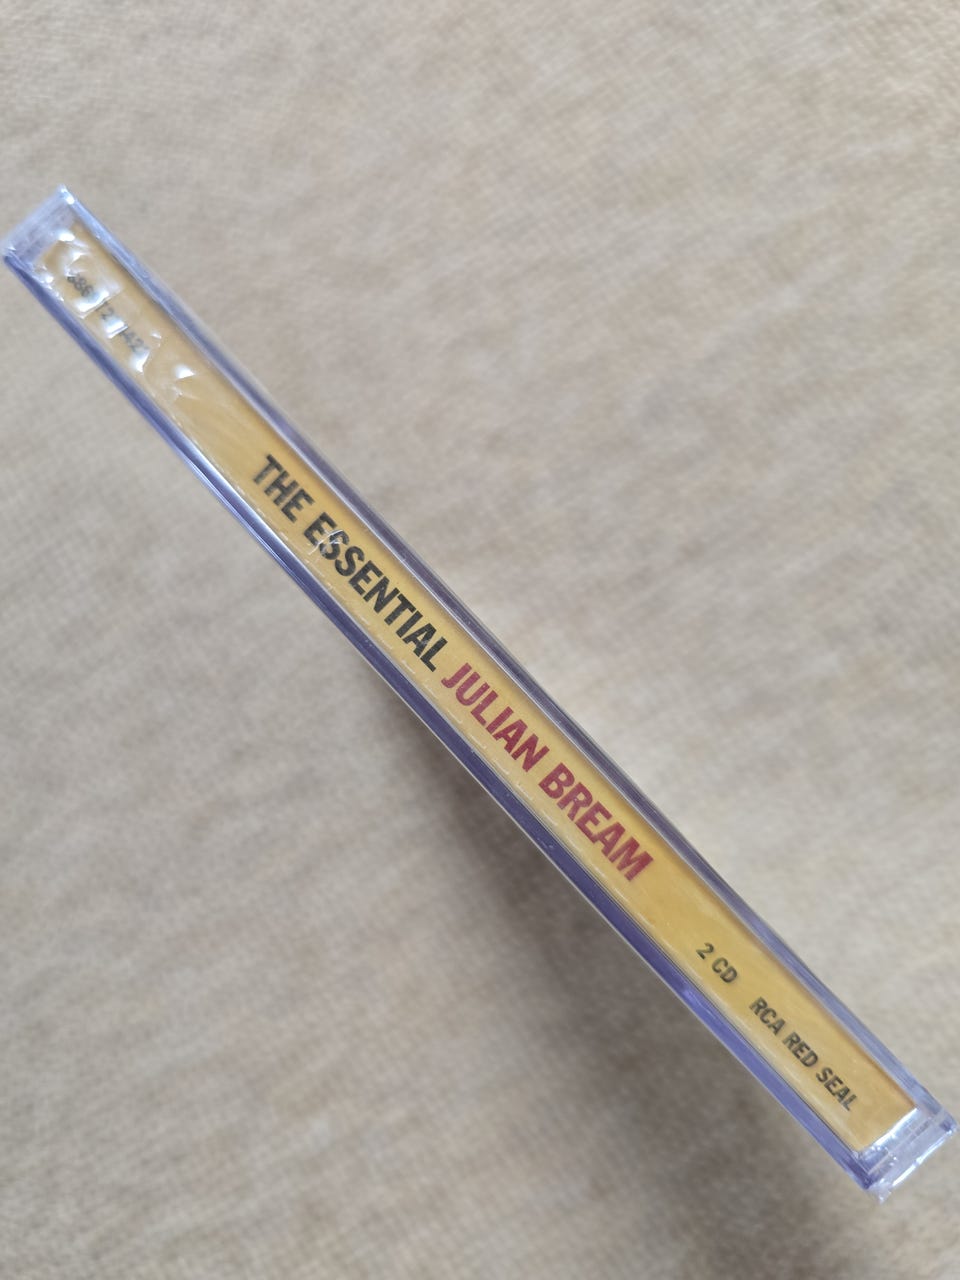 THE ESSENTIAL JULIAN BREAM 2 CD RCA RED SEAL